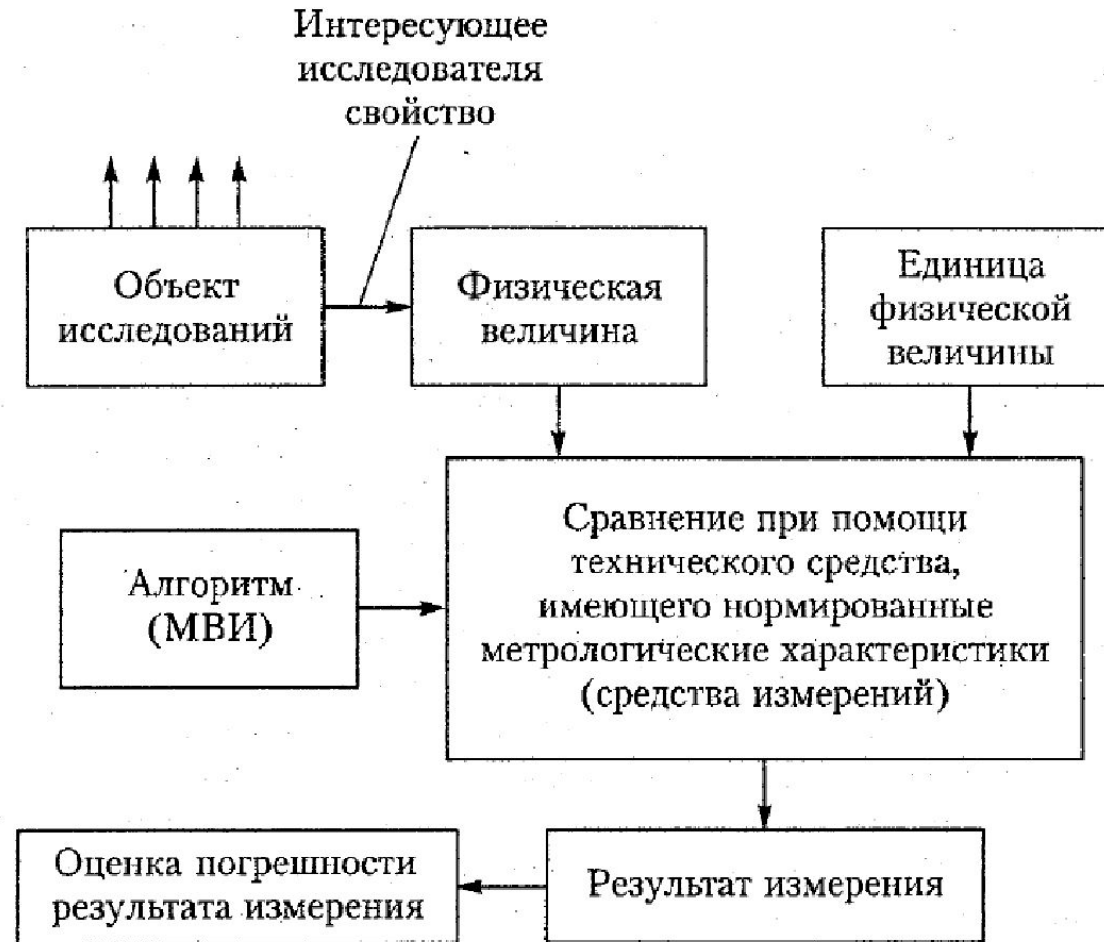 Интересующее
исследователя
свойство
Объект
исследований
Физическая
величина
Единица
физической
величины
Алгоритм
(МВИ)
Сравнение при помощи
технического средства,
имеющего нормированные
метрологические характеристики
(средства измерений)
Оценка погрешности
результата измерения
Результат измерения